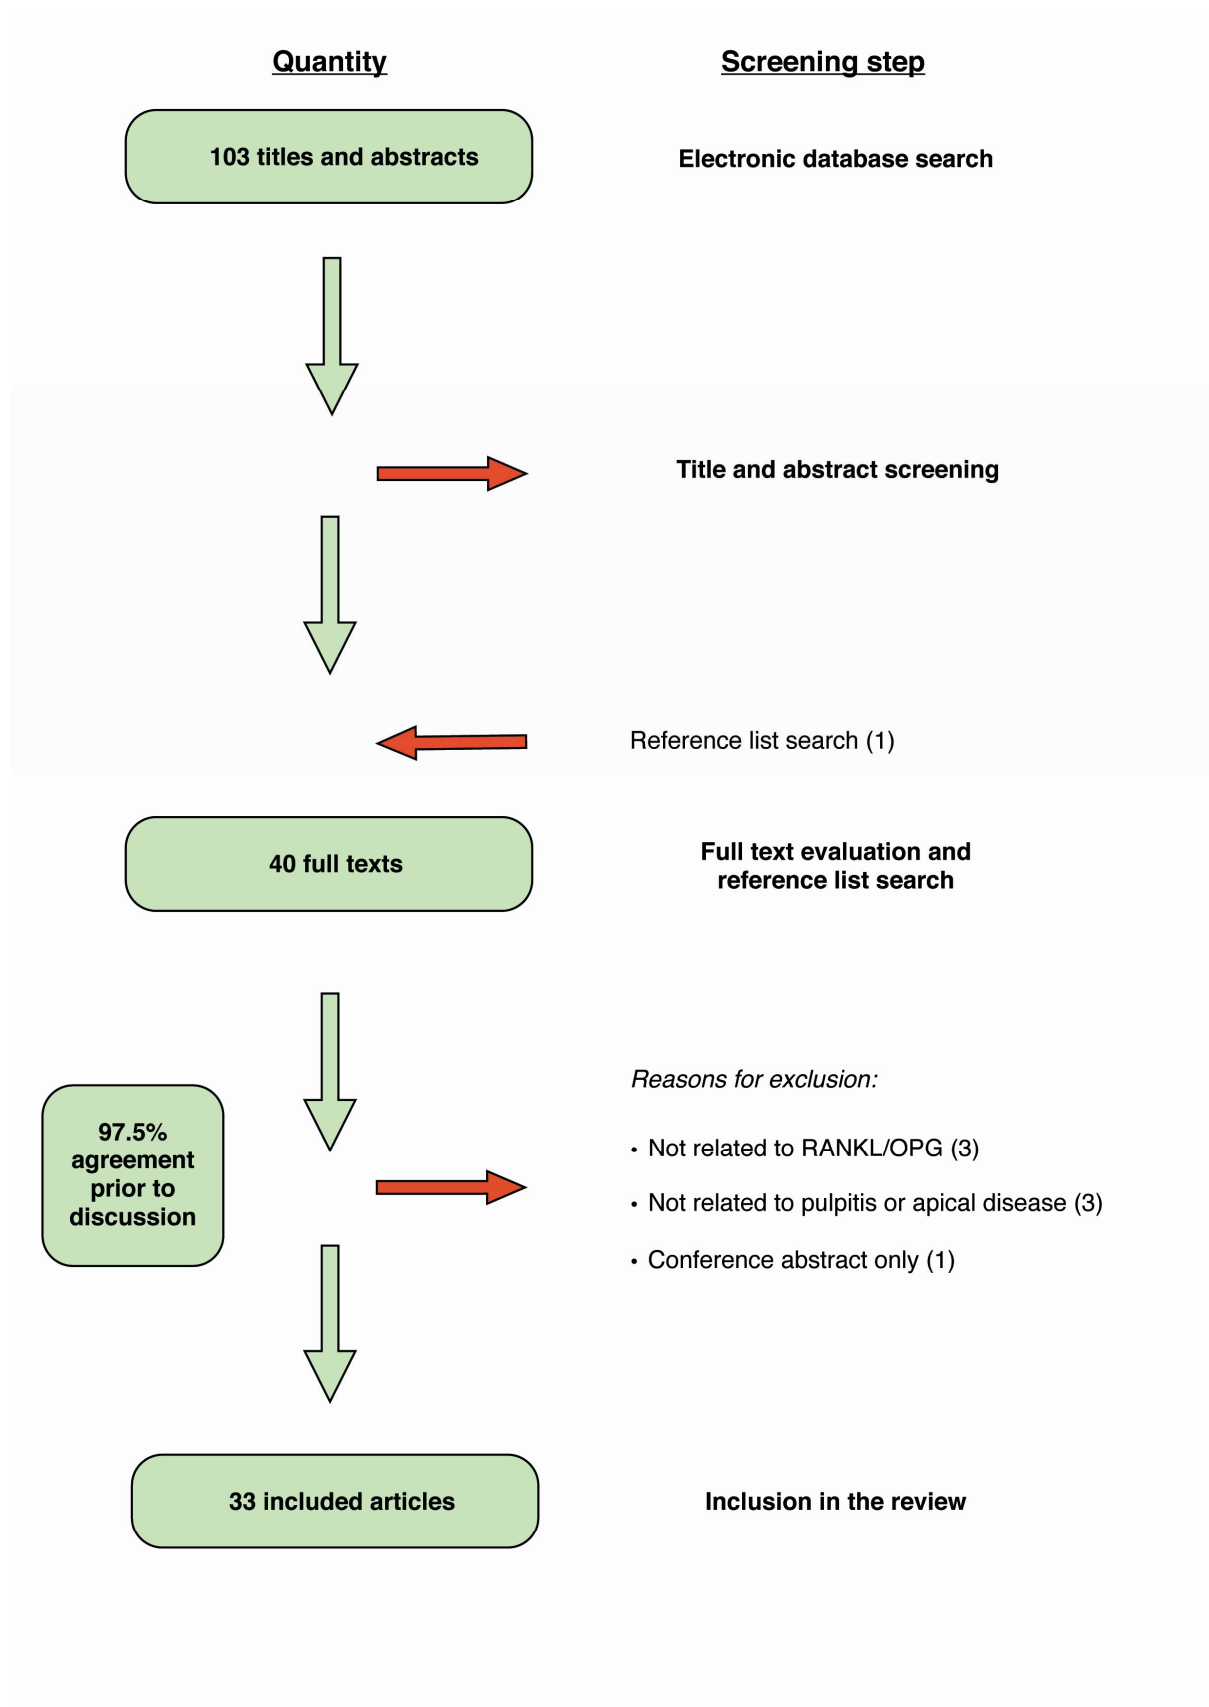 Quantity
Screening step
103 titles and abstracts
Electronic database search
Title and abstract screening
Reference list search (1)
40 full texts
Full text evaluation and
reference list search
97.5%
agreement
prior to
discussion
Reasons for exclusion:
• Not related to RANKL/OPG (3)
• Not related to pulpitis or apical disease (3)
• Conference abstract only (1)
33 included articles
Inclusion in the review